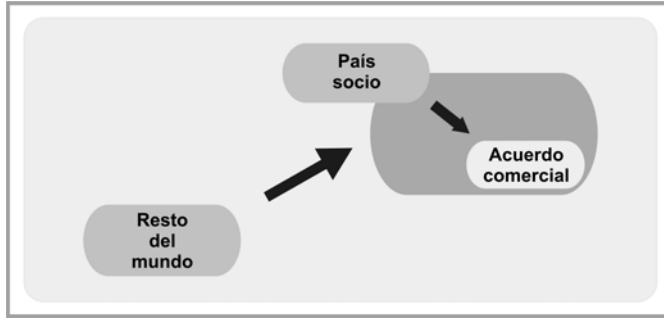 País
socio
Acuerdo
comercial
Resto
del
mundo